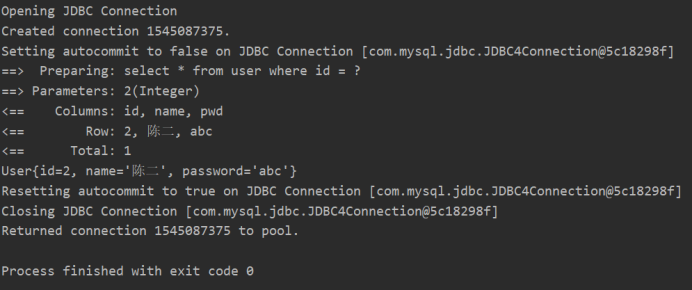 Opening JDBC Connection
Created connection 1545087375.
Setting autocommit to false on JDBC Connection [com.mysql.jdbc.JDBC4Connection@5c18298f]
==>  Preparing: select * from user where id = ?
==> Parameters: 2(Integer)
<==    Columns: id, name, pwd
<==        Row: 2, 陈二, abc
<==      Total: 1
User{id=2, name='陈二', password='abc'}
Resetting autocommit to true on JDBC Connection [com.mysql.jdbc.JDBC4Connection@5c18298f]
Closing JDBC Connection [com.mysql.jdbc.JDBC4Connection@5c18298f]
Returned connection 1545087375 to pool.
Process finished with exit code 0